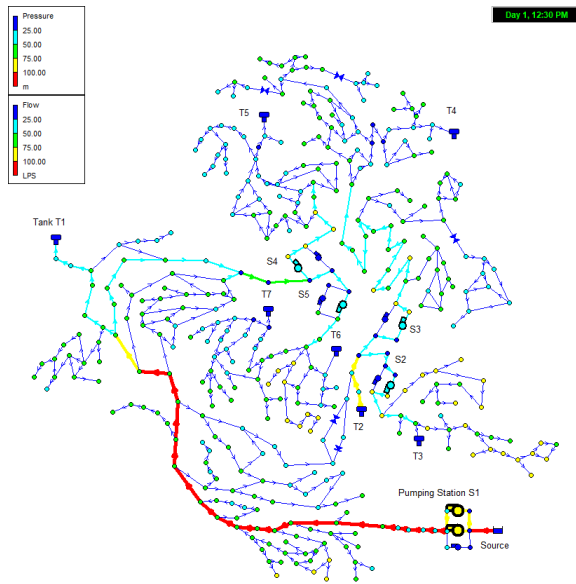 Pressure
25.00
50.00
75.00
100.00
m
Day 1, 12:30 PM
Flow
25.00
50.00
75.00
100.00
LPS
T5
T4
Tank T1
S4
T7
S5
S3
T6
S2
T2
T3
Pumping Station S1
Source